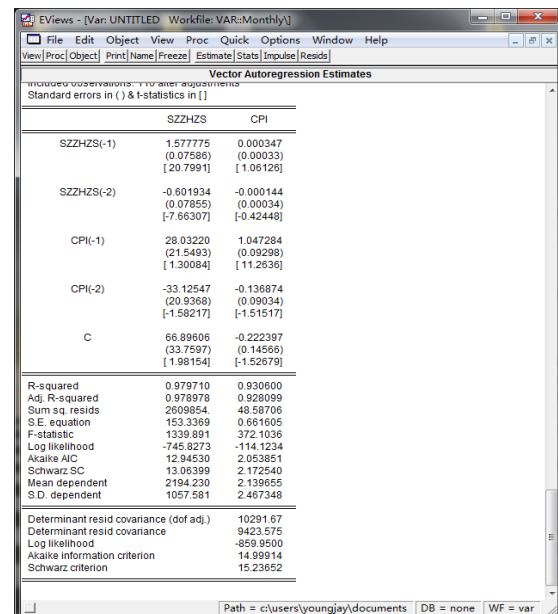 EViews - [Var: UNTITLED Workfile: VAR::Monthly\]
File Edit Object View Proc Quick Options Window Help
View Proc Object Print Name Freeze Estimate Stats Impulse Resids
Vector Autoregression Estimates
Included observations: after adjustments
Standard errors in ( ) & t-statistics in [ ]
SZZHZS CPI
SZZHZS(-1) 1.577775 0.000347
(0.07586) (0.00033)
[ 20.7991] [ 1.06126]
SZZHZS(-2) -0.601934 -0.000144
(0.07855) (0.00034)
[-7.66307] [-0.42448]
CPI(-1) 28.03220 1.047284
(21.5493) (0.09298)
[ 1.30084] [ 11.2636]
CPI(-2) -33.12547 -0.136874
(20.9368) (0.09034)
[-1.58217] [-1.51517]
C 66.89606 -0.222397
(33.7597) (0.14566)
[ 1.98154] [-1.52679]
R-squared 0.979710 0.930600
Adj. R-squared 0.978978 0.928099
Sum sq. resids 2609854. 48.58706
S.E. equation 153.3369 0.661605
F-statistic 1339.891 372.1036
Log likelihood -745.8273 -114.1234
Akaike AIC 12.94530 2.053851
Schwarz SC 13.06399 2.172540
Mean dependent 2194.230 2.139655
S.D. dependent 1057.581 2.467348
Determinant resid covariance (dof adj.) 10291.67
Determinant resid covariance 9423.575
Log likelihood -859.9500
Akaike information criterion 14.99914
Schwarz criterion 15.23652
Path = c:\users\youngjay\documents DB = none WF = var